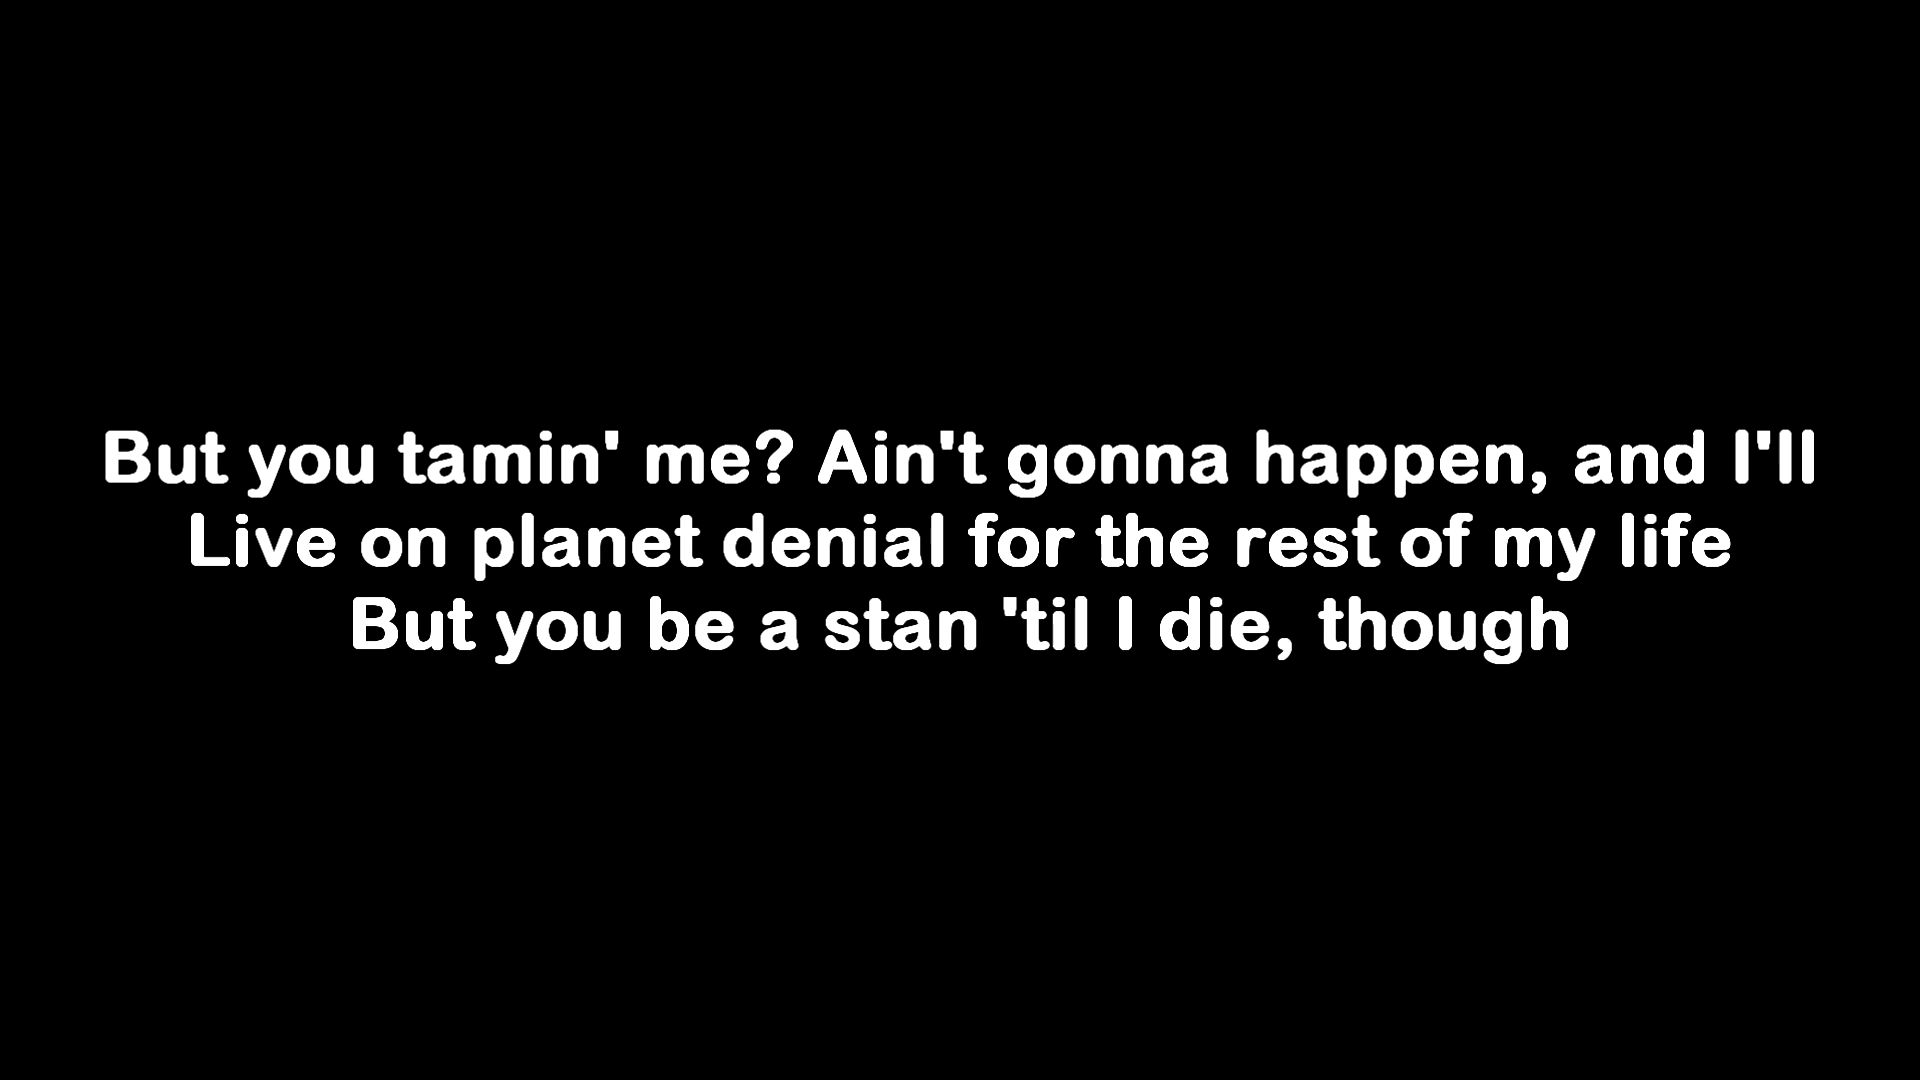 But you tamin' me? Ain't gonna happen, and I'll
Live on planet denial for the rest of my life
But you be a stan 'til I die, though